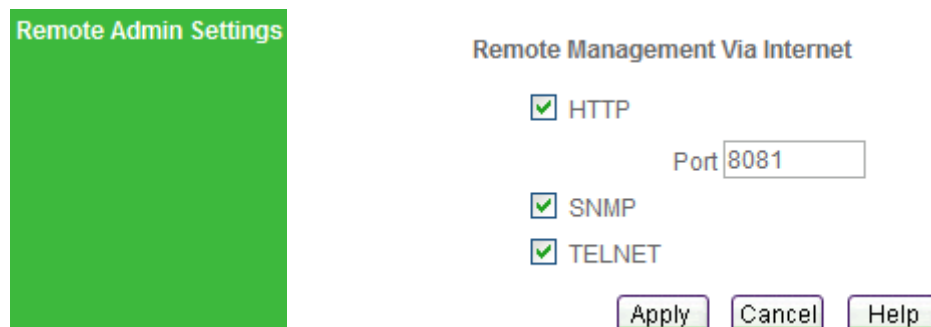 Remote Admin Settings
Remote Management Via Internet
HTTP
Port 8081
SNMP
TELNET
Apply Cancel Help